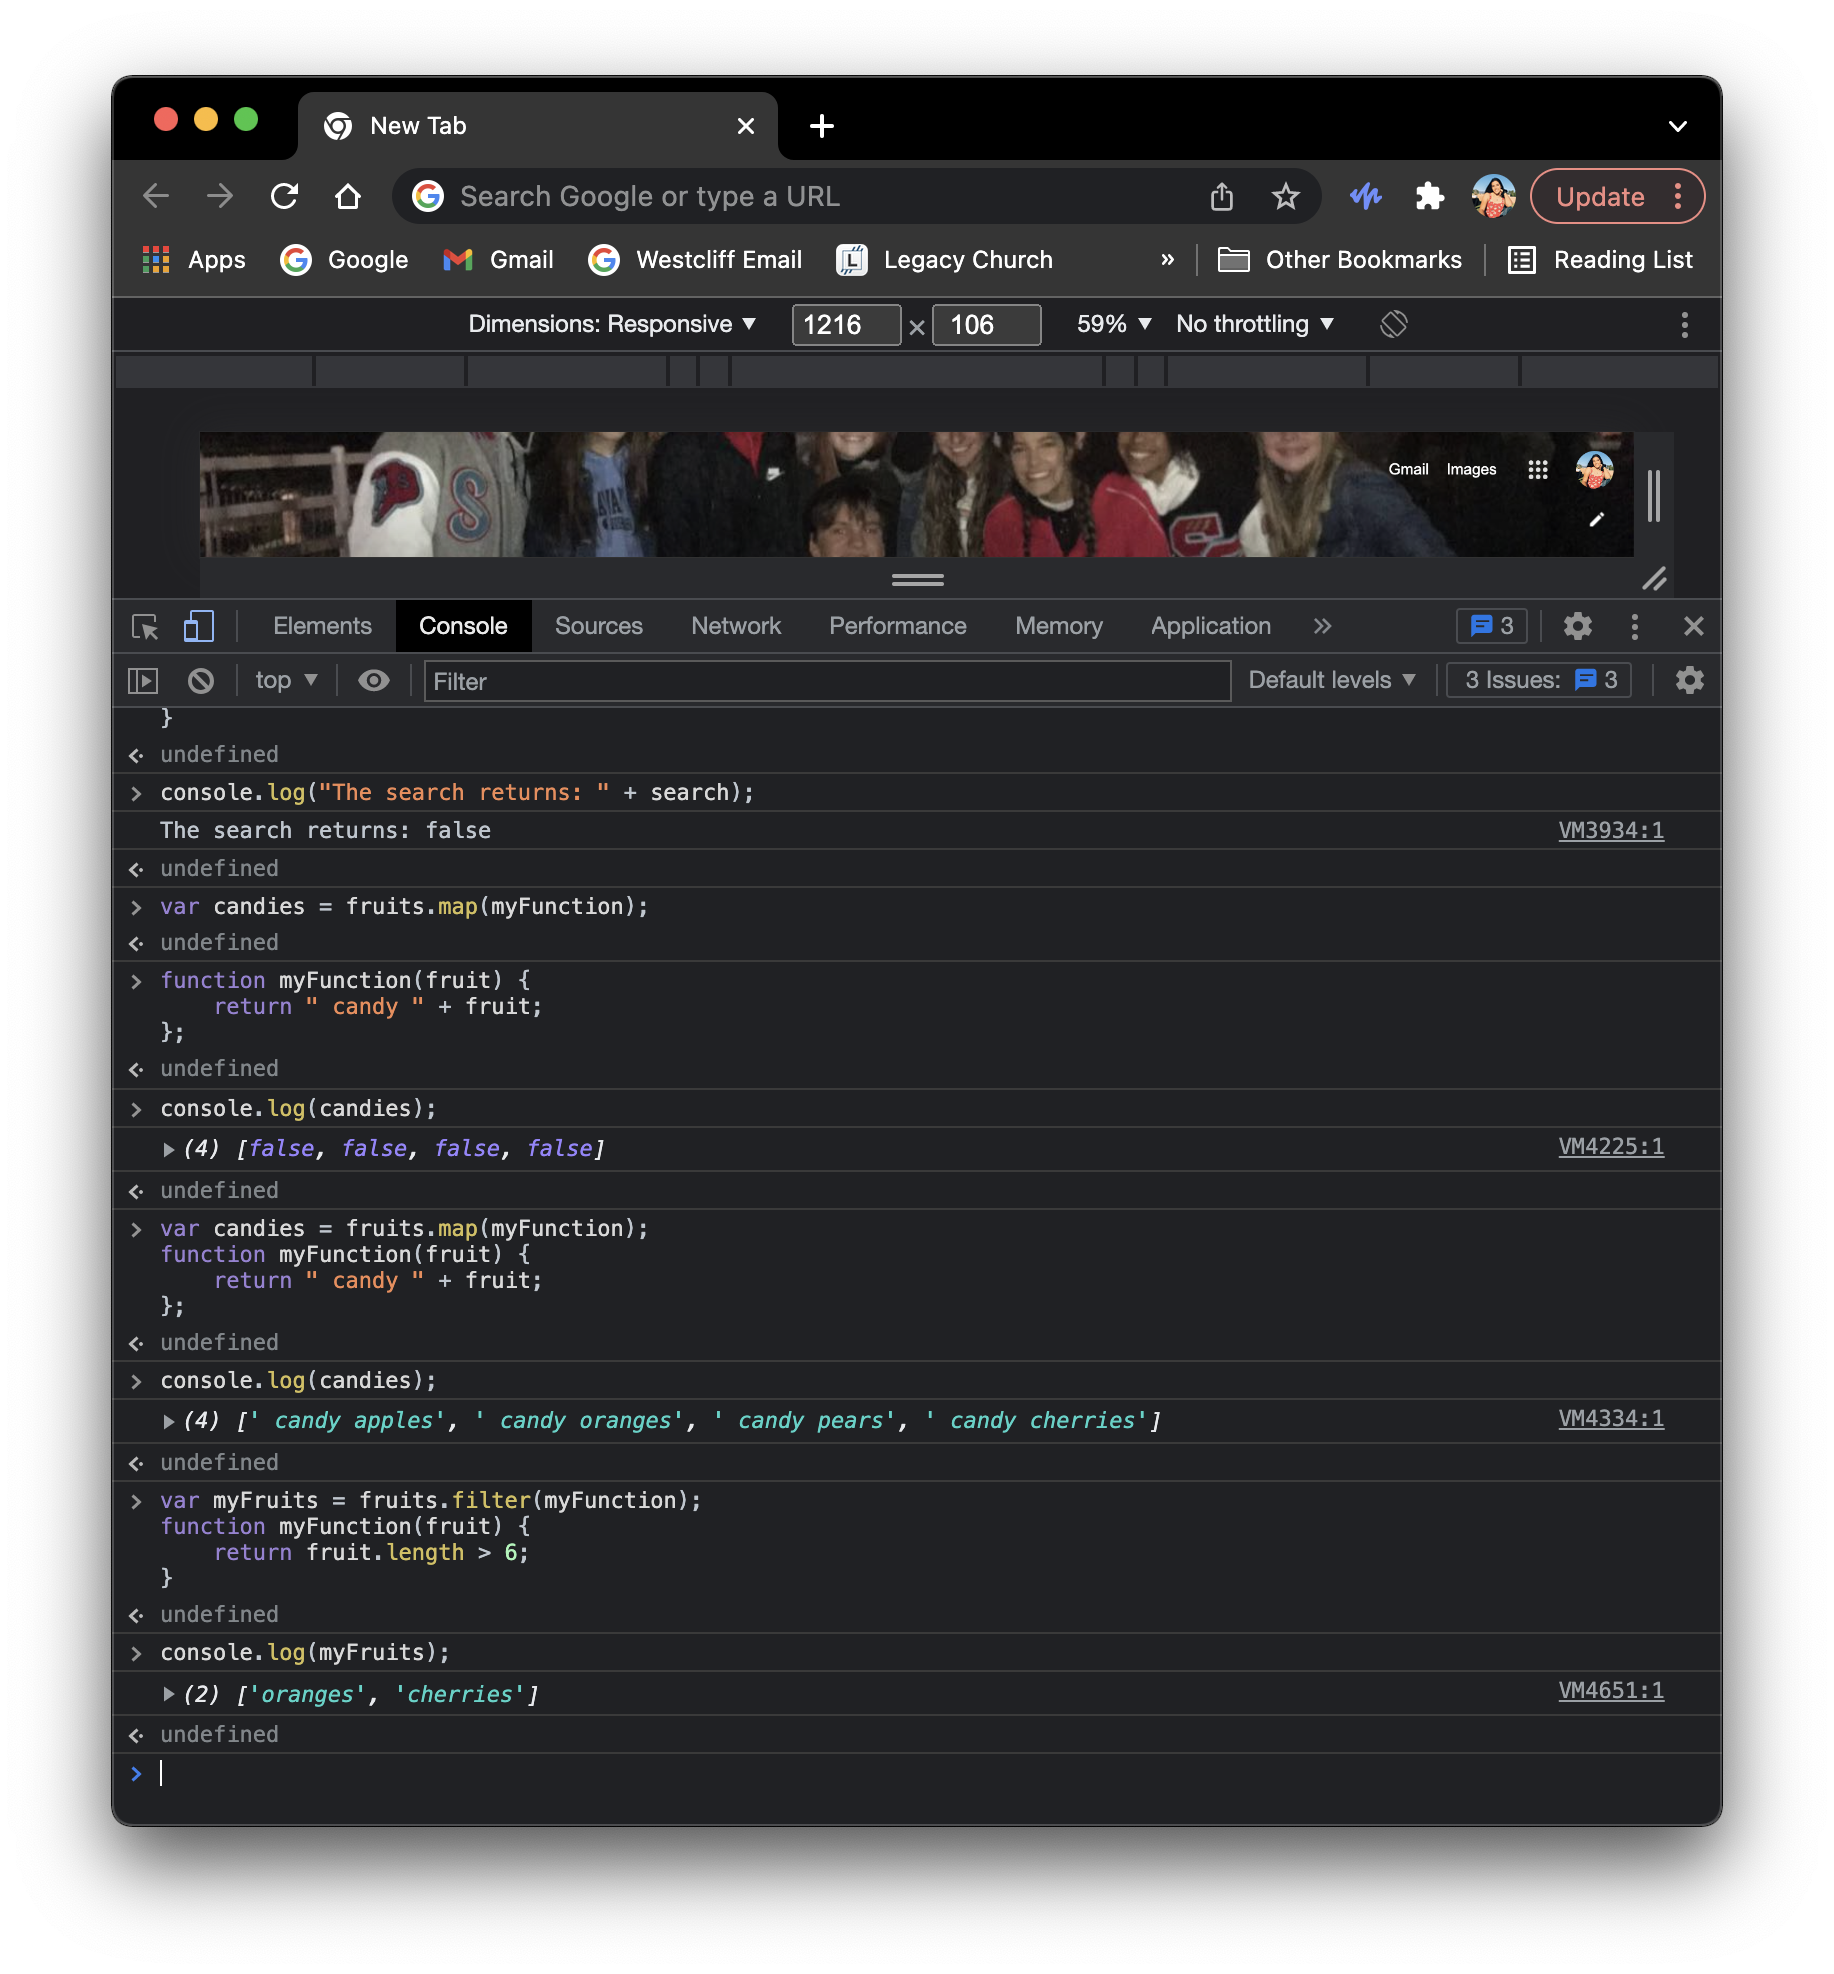 New Tab
Search Google or type a URL
Update
Apps Google Gmail Westcliff Email Legacy Church » Other Bookmarks Reading List
Dimensions: Responsive ▼ 1216 × 106 59% ▼ No throttling ▼
Gmail Images
Elements Console Sources Network Performance Memory Application » 3
top ▼ Filter Default levels ▼ 3 Issues: 3
}
undefined
console.log("The search returns: " + search);
The search returns: false VM3934:1
undefined
var candies = fruits.map(myFunction);
undefined
function myFunction(fruit) {
return " candy " + fruit;
};
undefined
console.log(candies);
(4) [false, false, false, false] VM4225:1
undefined
var candies = fruits.map(myFunction);
function myFunction(fruit) {
return " candy " + fruit;
};
undefined
console.log(candies);
(4) [' candy apples', ' candy oranges', ' candy pears', ' candy cherries'] VM4334:1
undefined
var myFruits = fruits.filter(myFunction);
function myFunction(fruit) {
return fruit.length > 6;
}
undefined
console.log(myFruits);
(2) ['oranges', 'cherries'] VM4651:1
undefined